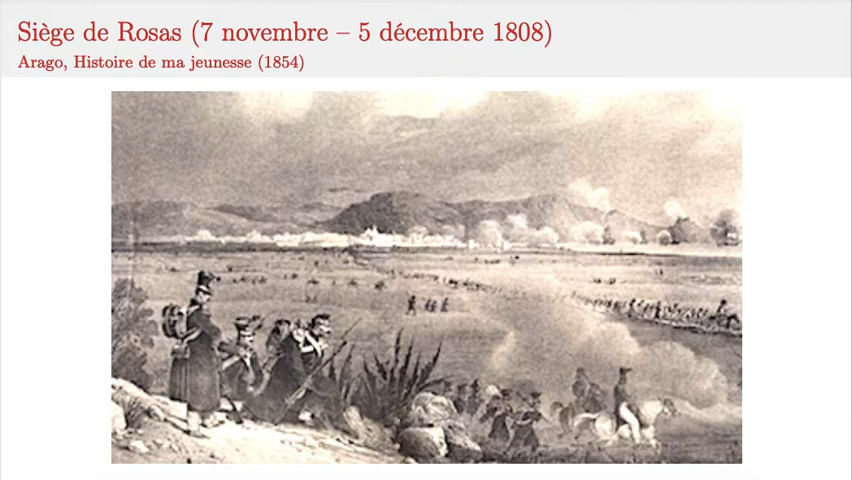 Siège de Rosas (7 novembre – 5 décembre 1808)
Arago, Histoire de ma jeunesse (1854)